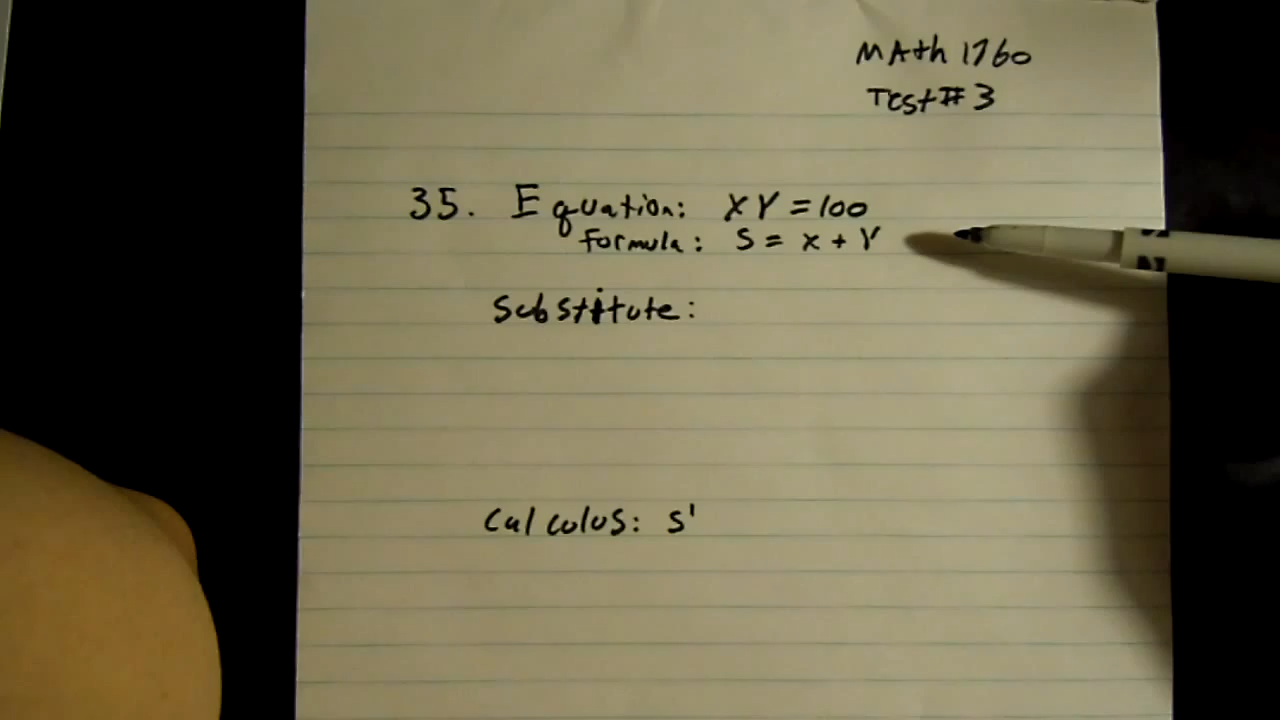 MAth 1760
Test# 3
35. Equation: XY = 100
Formula: S = x + Y
Substitute:
Calculus: S'